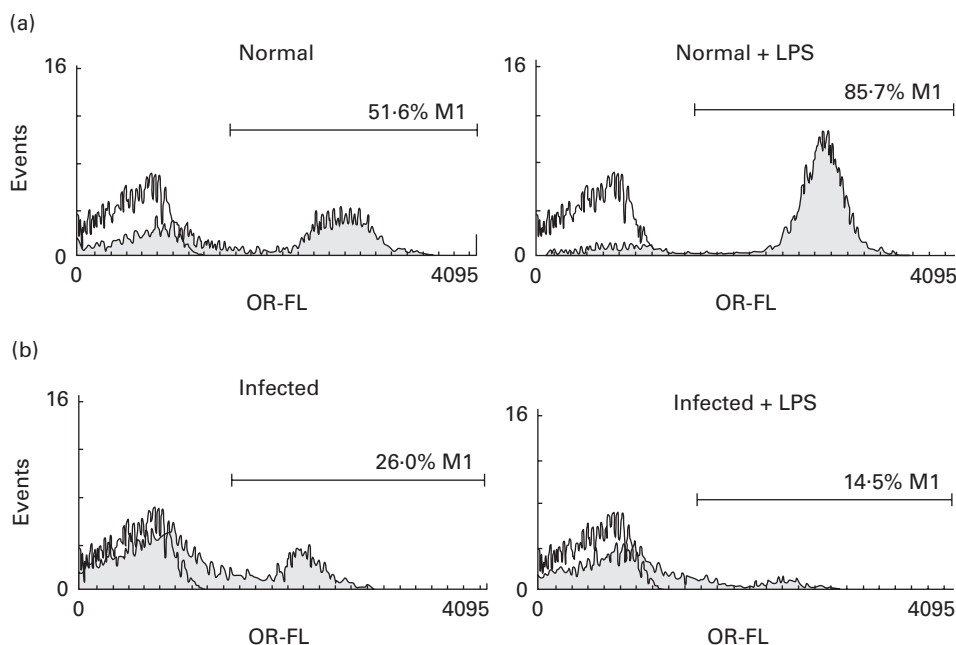 (a)
Normal
16
51·6% M1
Events
0
0
4095
OR-FL
Normal + LPS
16
85·7% M1
0
0
4095
OR-FL
(b)
Infected
16
26·0% M1
Events
0
0
4095
OR-FL
Infected + LPS
16
14·5% M1
0
0
4095
OR-FL